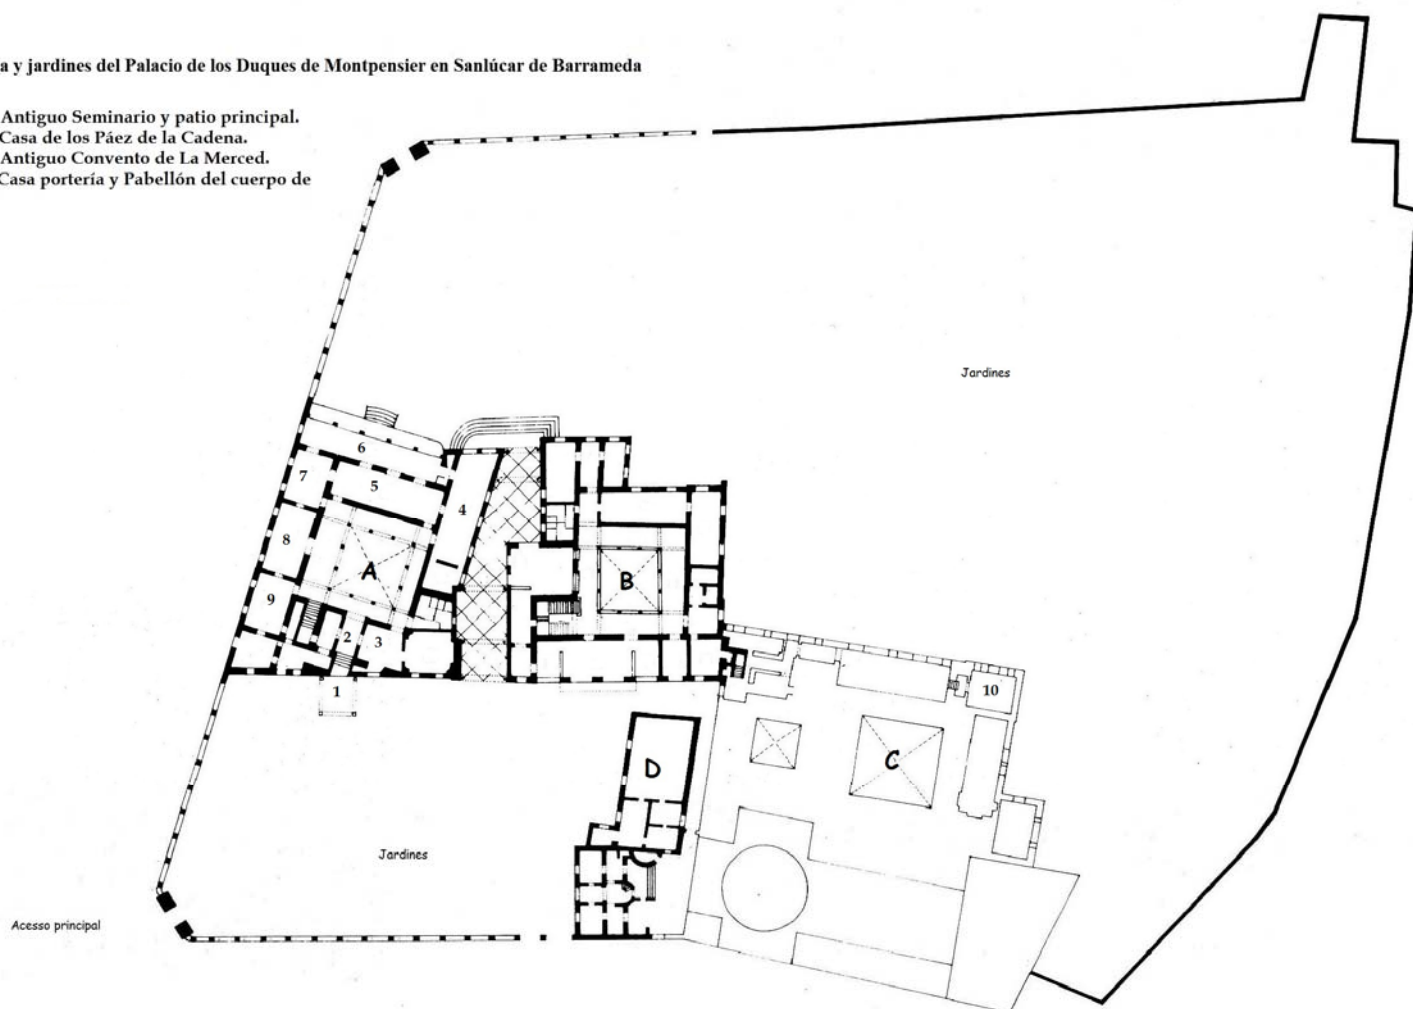 a y jardines del Palacio de los Duques de Montpensier en Sanlúcar de Barrameda
Antiguo Seminario y patio principal.
Casa de los Páez de la Cadena.
Antiguo Convento de La Merced.
Casa portería y Pabellón del cuerpo de
Jardines
6
7
5
4
8
A
B
9
2
3
1
10
C
D
Jardines
Acesso principal